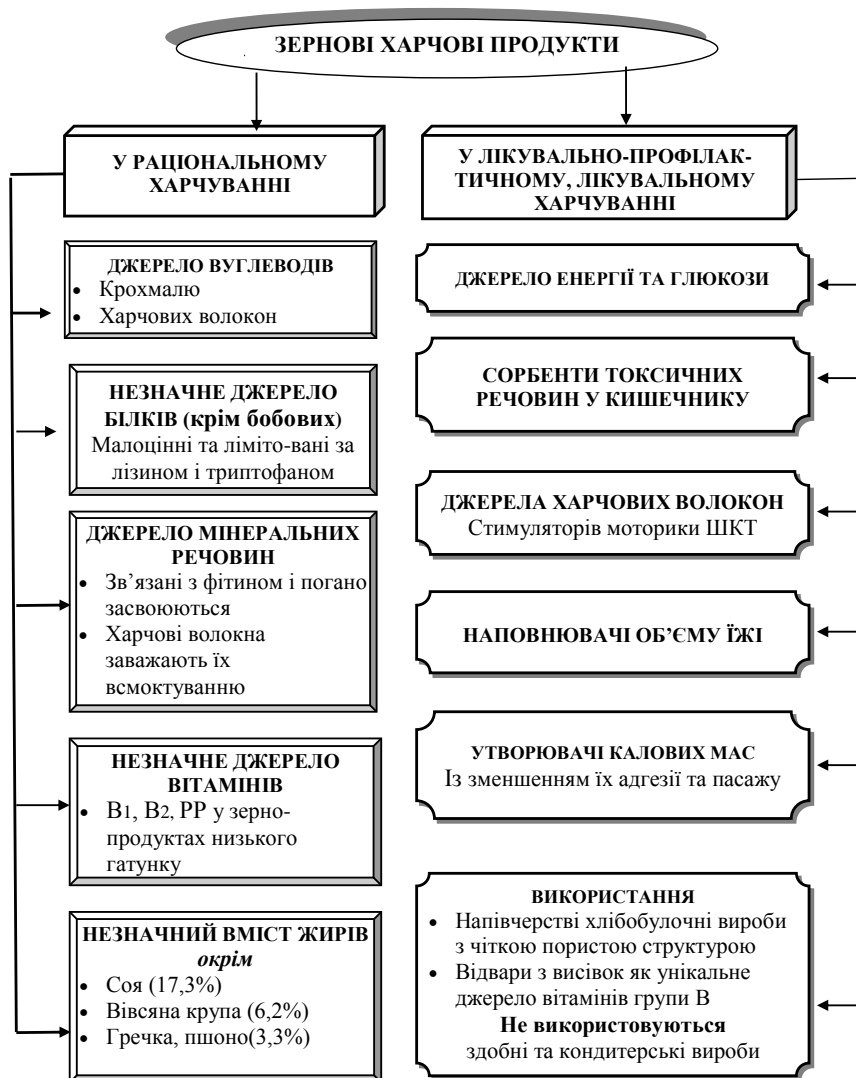 ЗЕРНОВІ ХАРЧОВІ ПРОДУКТИ
У РАЦІОНАЛЬНОМУ
ХАРЧУВАННІ
ДЖЕРЕЛО ВУГЛЕВОДІВ
• Крохмалю
• Харчових волокон
НЕЗНАЧНЕ ДЖЕРЕЛО
БІЛКІВ (крім бобових)
Малоцінні та ліміто-вані за
лізином і триптофаном
ДЖЕРЕЛО МІНЕРАЛЬНИХ
РЕЧОВИН
• Зв’язані з фітином і погано
засвоюються
• Харчові волокна
заважають їх
всмоктуванню
НЕЗНАЧНЕ ДЖЕРЕЛО
ВІТАМІНІВ
• В1, В2, РР у зерно-
продуктах низького
гатунку
НЕЗНАЧНИЙ ВМІСТ ЖИРІВ
окрім
• Соя (17,3%)
• Вівсяна крупа (6,2%)
• Гречка, пшоно(3,3%)
У ЛІКУВАЛЬНО-ПРОФІЛАК-
ТИЧНОМУ, ЛІКУВАЛЬНОМУ
ХАРЧУВАННІ
ДЖЕРЕЛО ЕНЕРГІЇ ТА ГЛЮКОЗИ
СОРБЕНТИ ТОКСИЧНИХ
РЕЧОВИН У КИШЕЧНИКУ
ДЖЕРЕЛА ХАРЧОВИХ ВОЛОКОН
Стимуляторів моторики ШКТ
НАПОВНЮВАЧІ ОБ’ЄМУ ЇЖІ
УТВОРЮВАЧІ КАЛОВИХ МАС
Із зменшенням їх адгезії та пасажу
ВИКОРИСТАННЯ
• Напівчерстві хлібобулочні вироби
з чіткою пористою структурою
• Відвари з висівок як унікальне
джерело вітамінів групи В
Не використовуються
здобні та кондитерські вироби